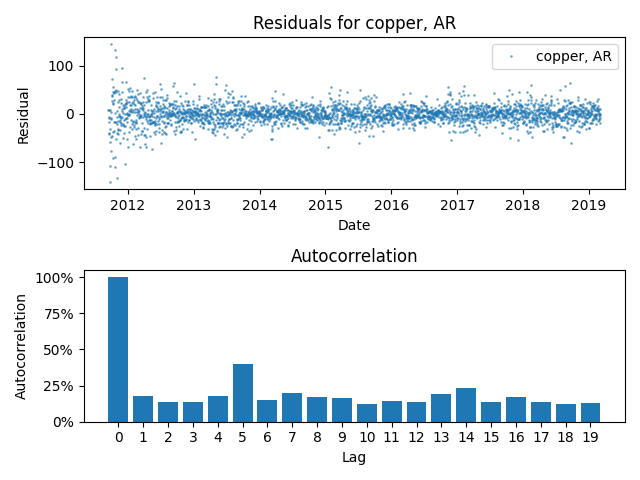 Residuals for copper, AR
copper, AR
100
0
−100
Residual
2012 2013 2014 2015 2016 2017 2018 2019
Date
Autocorrelation
100%
75%
50%
25%
0%
Autocorrelation
0 1 2 3 4 5 6 7 8 9 10 11 12 13 14 15 16 17 18 19
Lag